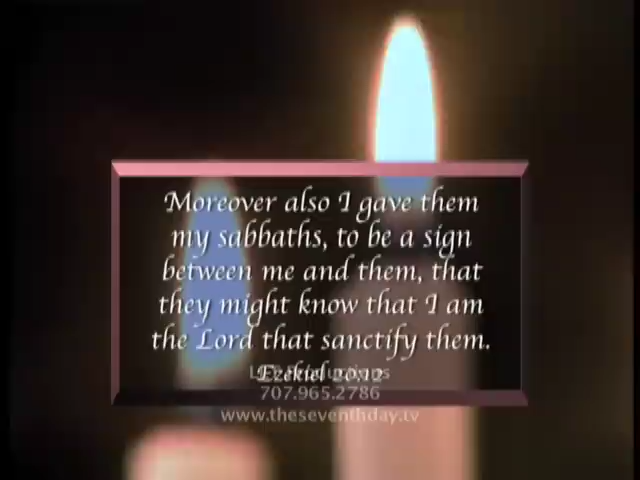 Moreover also I gave them
my sabbaths, to be a sign
between me and them, that
they might know that I am
the Lord that sanctify them.
Ezekiel 20:12
Productions
707.965.2786
www.theseventhday.tv